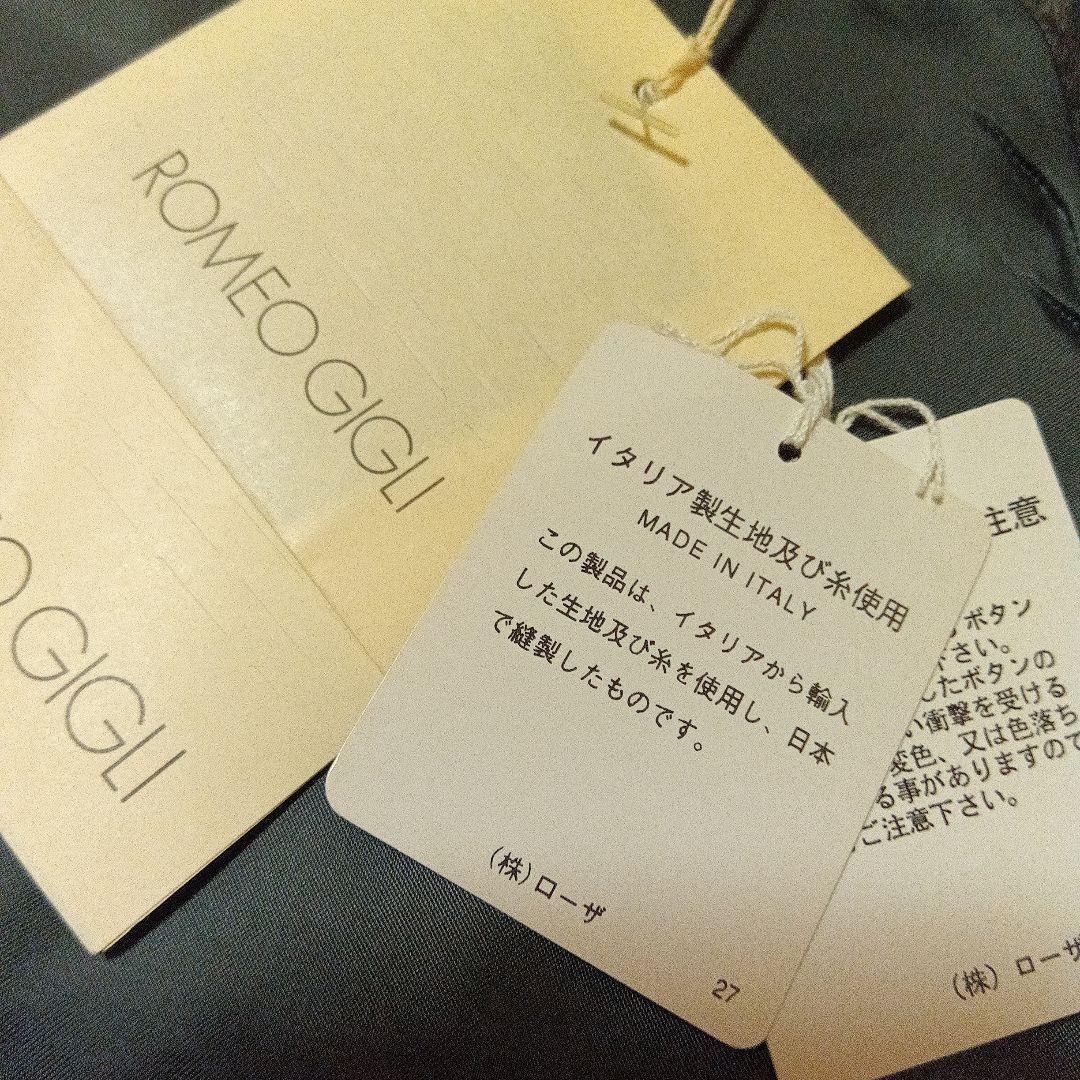 ROMEO GIGLI
O GIGLI
イタリア製生地及び糸使用
MADE IN ITALY
この製品は、イタリアから輸入
した生地及び糸を使用し、日本
で縫製したものです。
(株)ローザ
27
注意
ボタン
下さい。
したボタンの
い衝撃を受ける
変色、又は色落ち
る事がありますので
ご注意下さい。
(株) ローザ